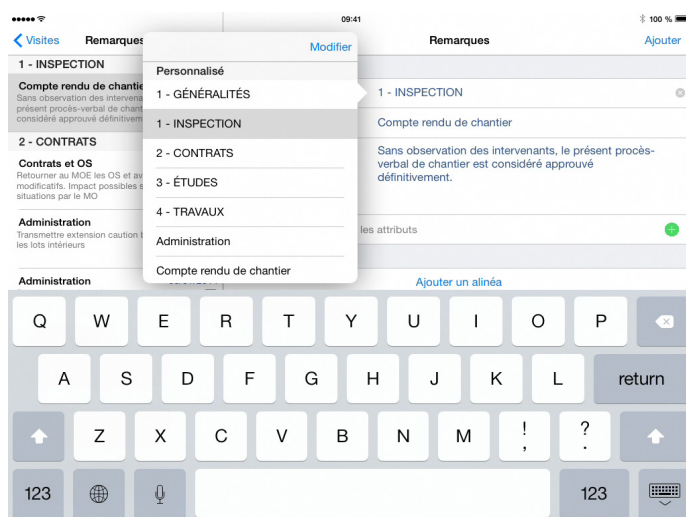 09:41
100 %
Visites
Remarques
Modifier
Remarques
Ajouter
1 - INSPECTION
Compte rendu de chantie
Sans observation des intervena
présent procès-verbal de chant
considéré approuvé définitivem
2 - CONTRATS
Contrats et OS
Retourner au MOE les OS et av
modificatifs. Impact possibles s
situations par le MO
Administration
Transmettre extension caution b
les lots intérieurs
Administration
Personnalisé
1 - GÉNÉRALITÉS
1 - INSPECTION
2 - CONTRATS
3 - ÉTUDES
4 - TRAVAUX
Administration
Compte rendu de chantier
1 - INSPECTION
Compte rendu de chantier
Sans observation des intervenants, le présent procès-
verbal de chantier est considéré approuvé
définitivement.
les attributs
Ajouter un alinéa
Q W E R T Y U I O P
A S D F G H J K L return
Z X C V B N M ! , ? .
123 123